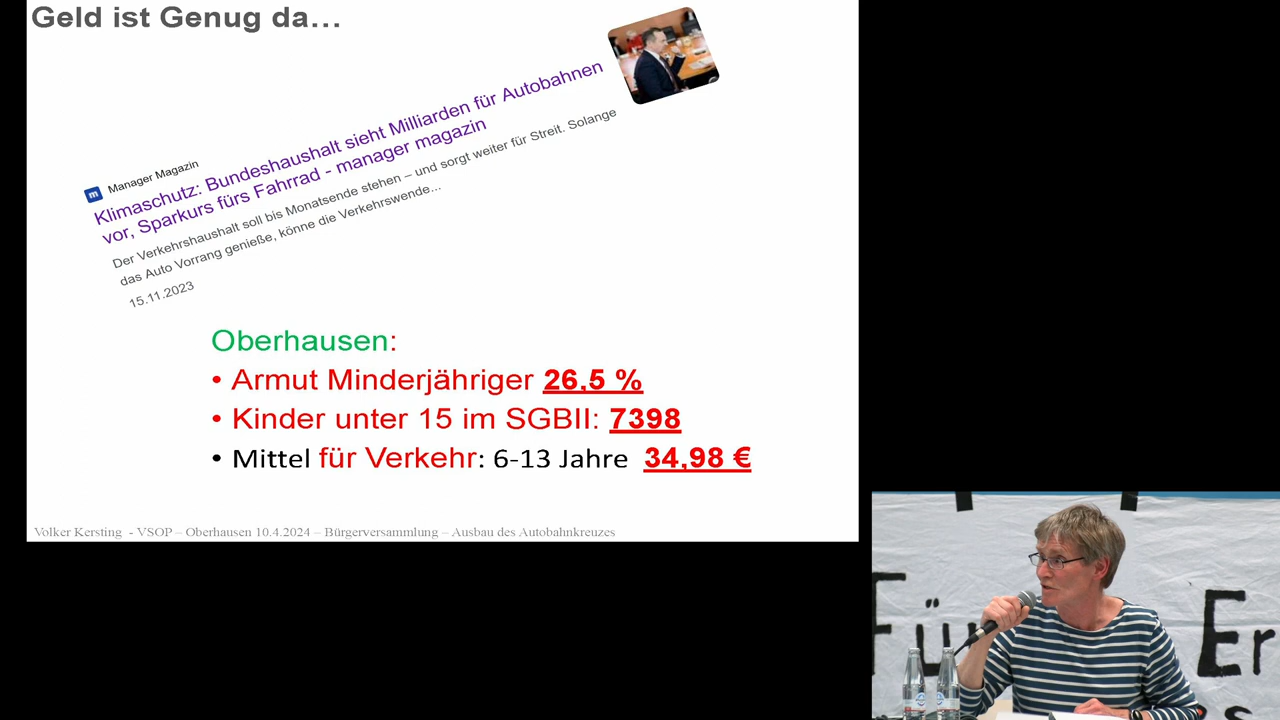 Geld ist Genug da...
m Manager Magazin
Klimaschutz: Bundeshaushalt sieht Milliarden für Autobahnen
vor, Sparkurs fürs Fahrrad - manager magazin
Der Verkehrshaushalt soll bis Monatsende stehen – und sorgt weiter für Streit. Solange
das Auto Vorrang genieße, könne die Verkehrswende...
15.11.2023
Oberhausen:
• Armut Minderjähriger 26,5 %
• Kinder unter 15 im SGBII: 7398
• Mittel für Verkehr: 6-13 Jahre 34,98 €
Volker Kersting - VSOP – Oberhausen 10.4.2024 – Bürgerversammlung – Ausbau des Autobahnkreuzes
Für Er